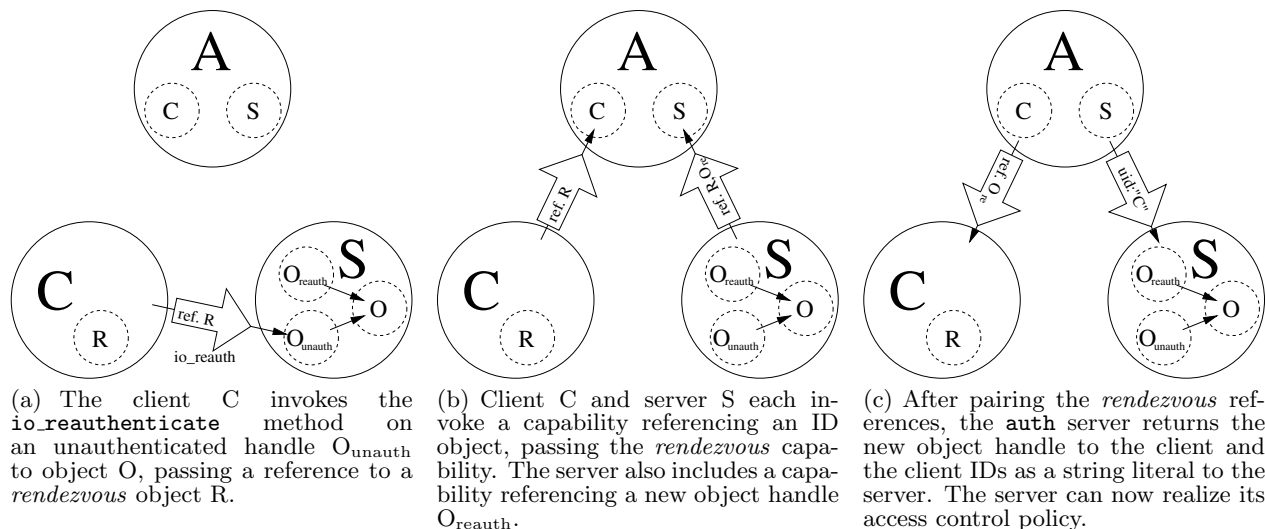 A
C
S
C
R
ref. R
io_reauth
S
O_reauth
O
O_unauth
(a) The client C invokes the
io_reauthenticate method on
an unauthenticated handle O_unauth
to object O, passing a reference to a
rendezvous object R.
A
C
S
ref. R
ref. R,O_re
C
R
S
O_reauth
O
O_unauth
(b) Client C and server S each in-
voke a capability referencing an ID
object, passing the rendezvous capa-
bility. The server also includes a capa-
bility referencing a new object handle
O_reauth.
A
C
S
ref. O_re
uid:"C"
C
R
S
O_reauth
O
O_unauth
(c) After pairing the rendezvous ref-
erences, the auth server returns the
new object handle to the client and
the client IDs as a string literal to the
server. The server can now realize its
access control policy.